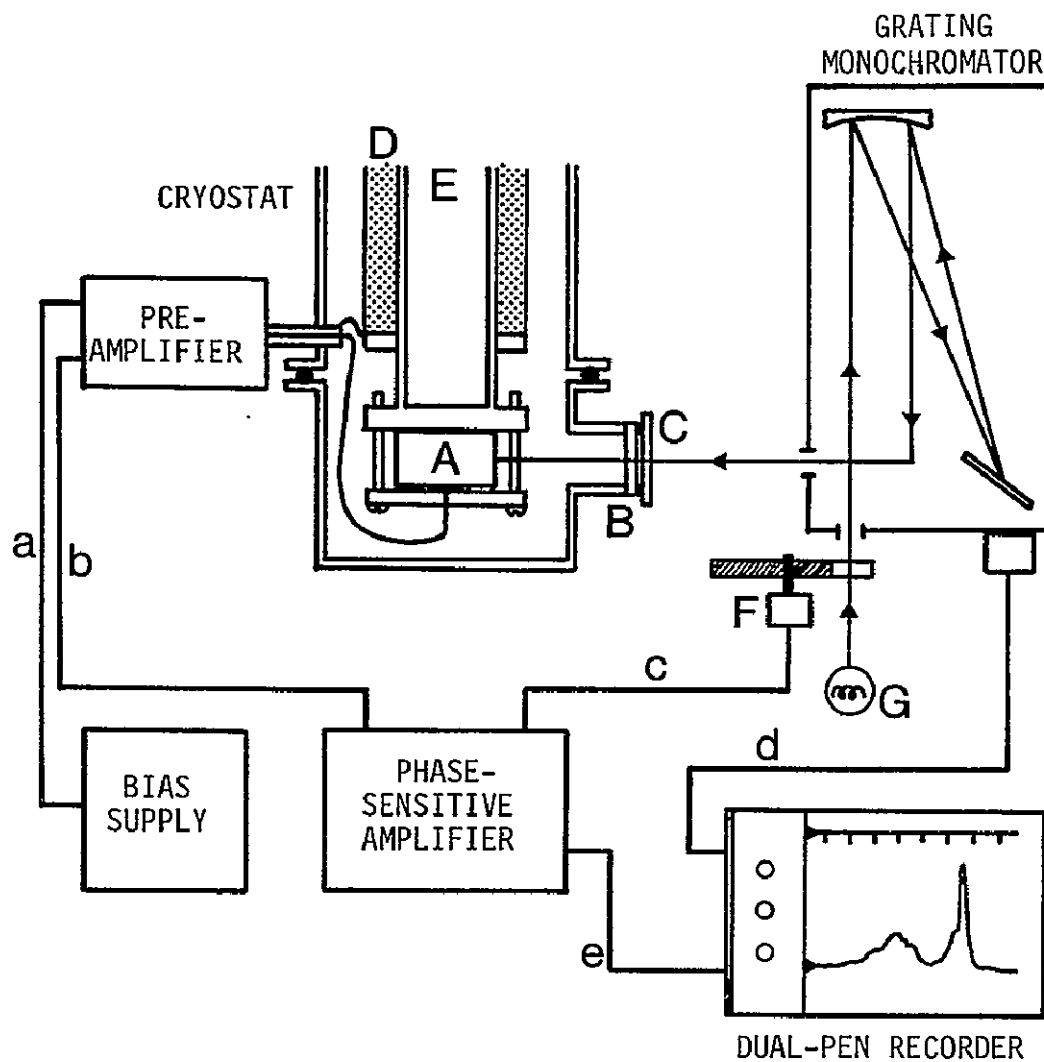 GRATING
MONOCHROMATOR
D
E
CRYOSTAT
PRE-
AMPLIFIER
C
A
B
a
b
F
c
G
d
BIAS
SUPPLY
PHASE-
SENSITIVE
AMPLIFIER
e
DUAL-PEN RECORDER